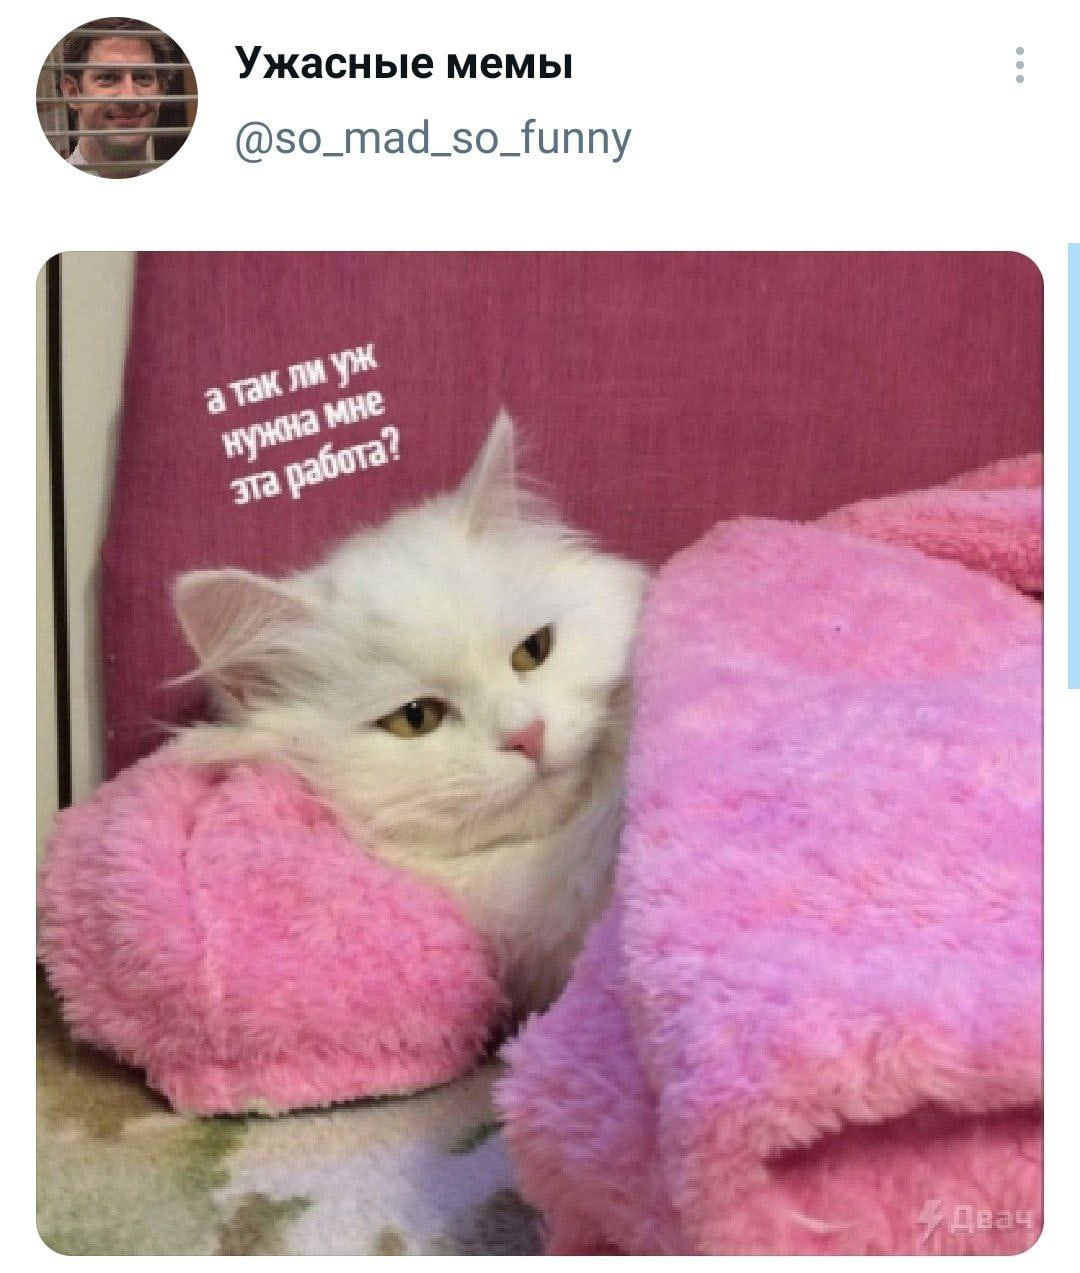 Ужасные мемы
@so_mad_so_funny
а так ли уж
нужна мне
эта работа?
Двач